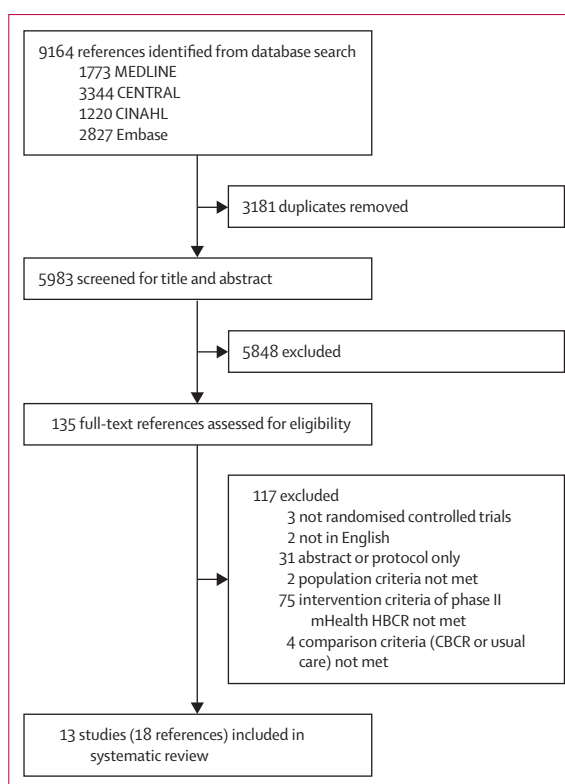 9164 references identified from database search
1773 MEDLINE
3344 CENTRAL
1220 CINAHL
2827 Embase
3181 duplicates removed
5983 screened for title and abstract
5848 excluded
135 full-text references assessed for eligibility
117 excluded
3 not randomised controlled trials
2 not in English
31 abstract or protocol only
2 population criteria not met
75 intervention criteria of phase II
mHealth HBCR not met
4 comparison criteria (CBCR or usual
care) not met
13 studies (18 references) included in
systematic review